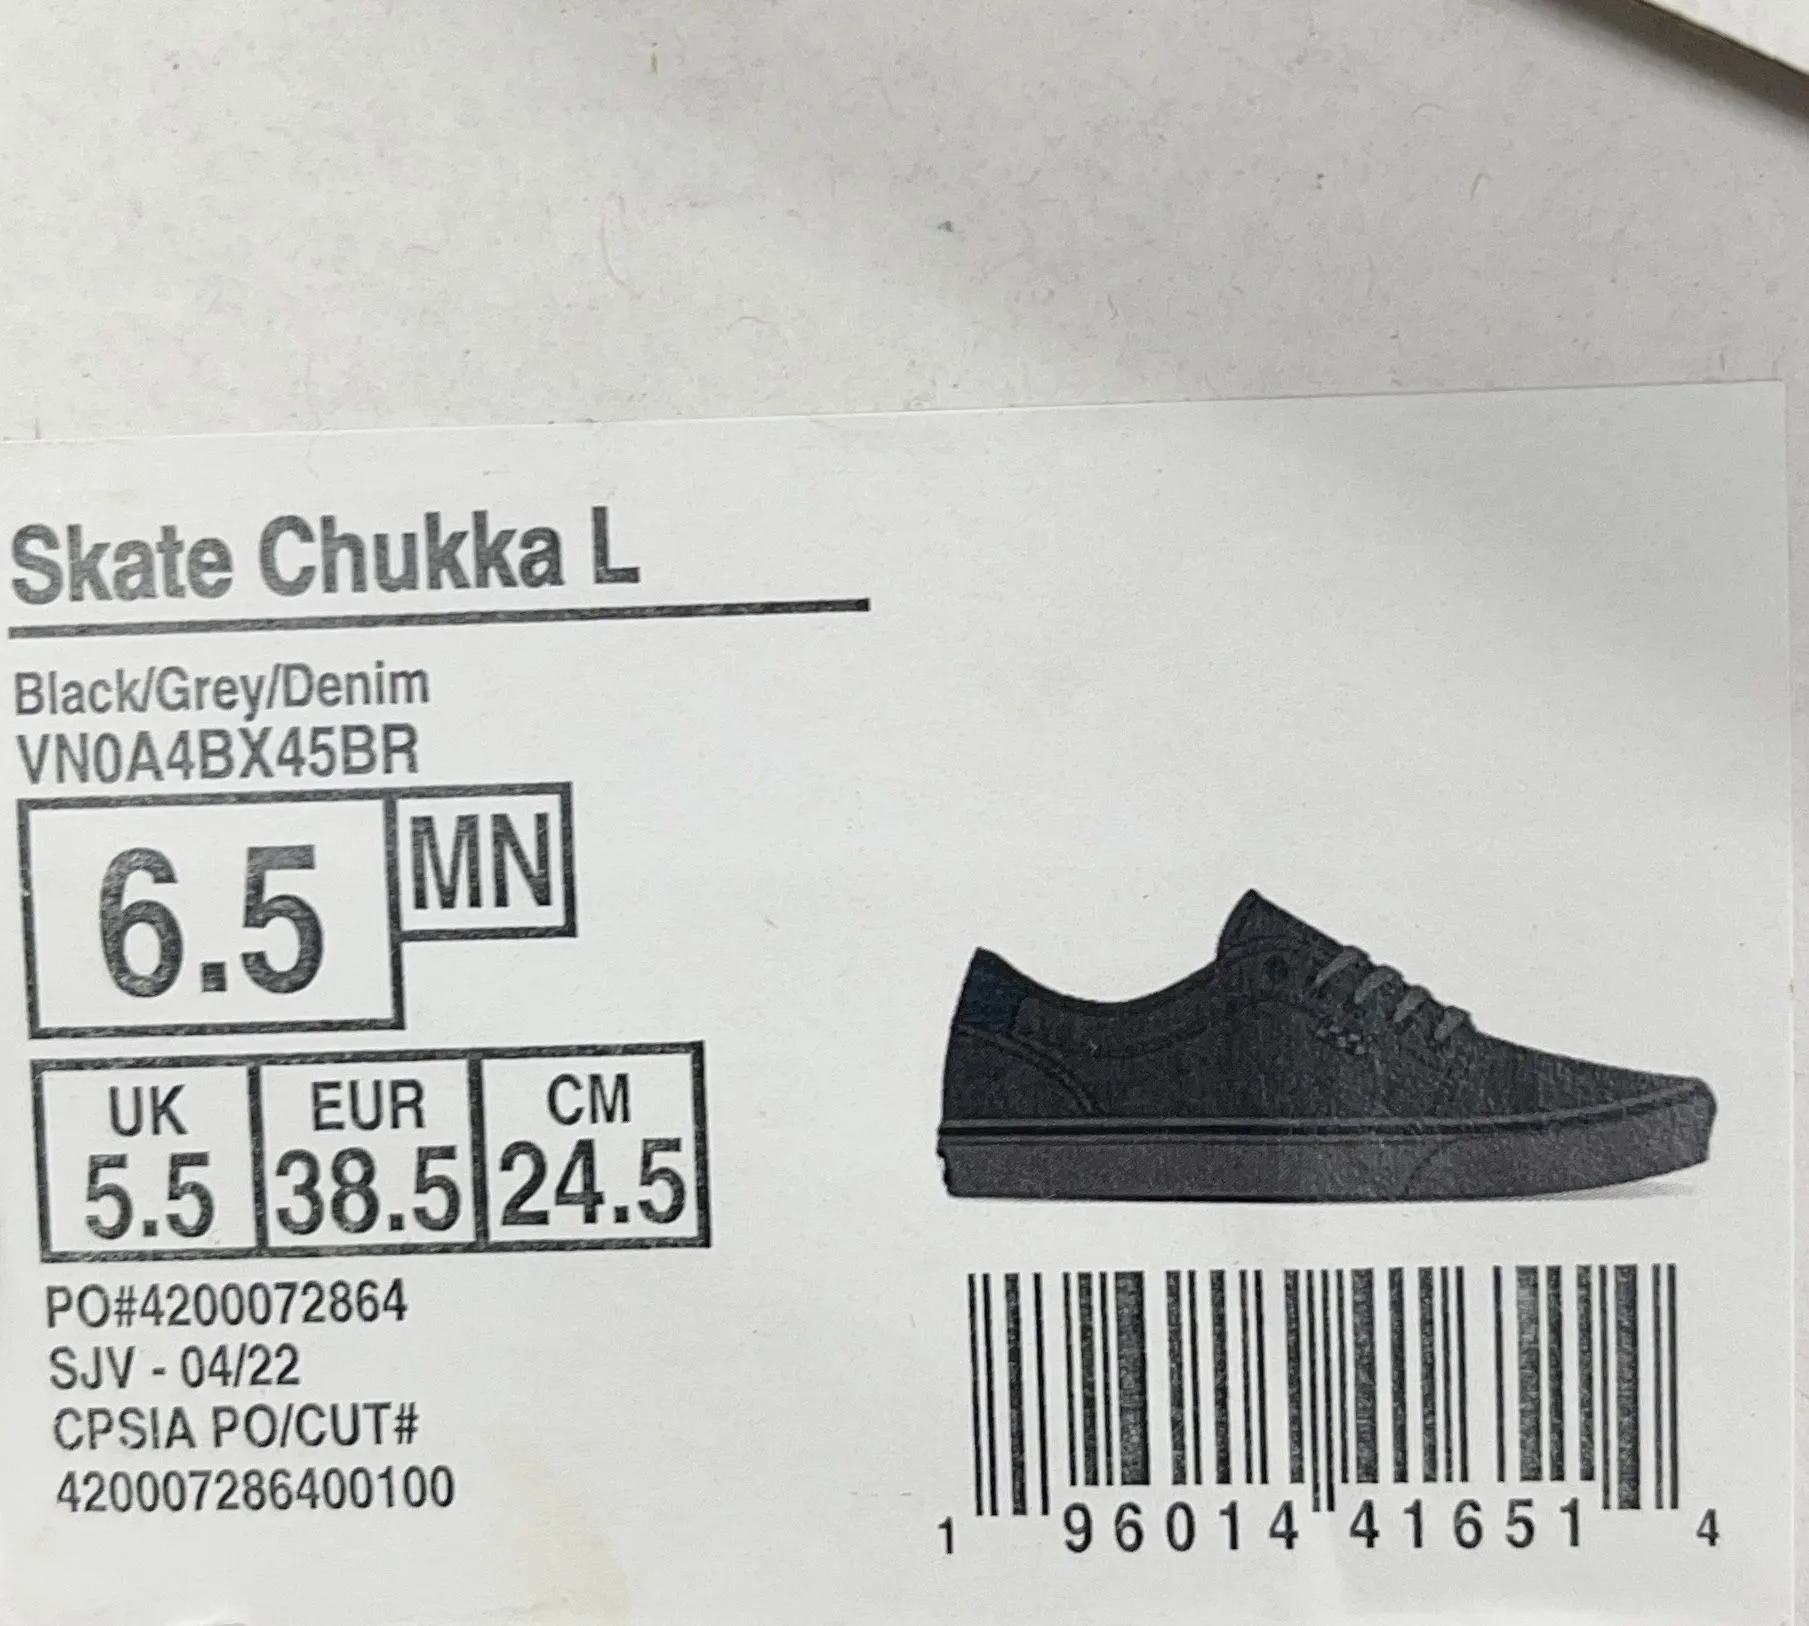 Skate Chukka L
Black/Grey/Denim
VN0A4BX45BR
6.5 MN
UK EUR CM
5.5 38.5 24.5
PO#4200072864
SJV - 04/22
CPSIA PO/CUT#
420007286400100
1 96014 41651 4